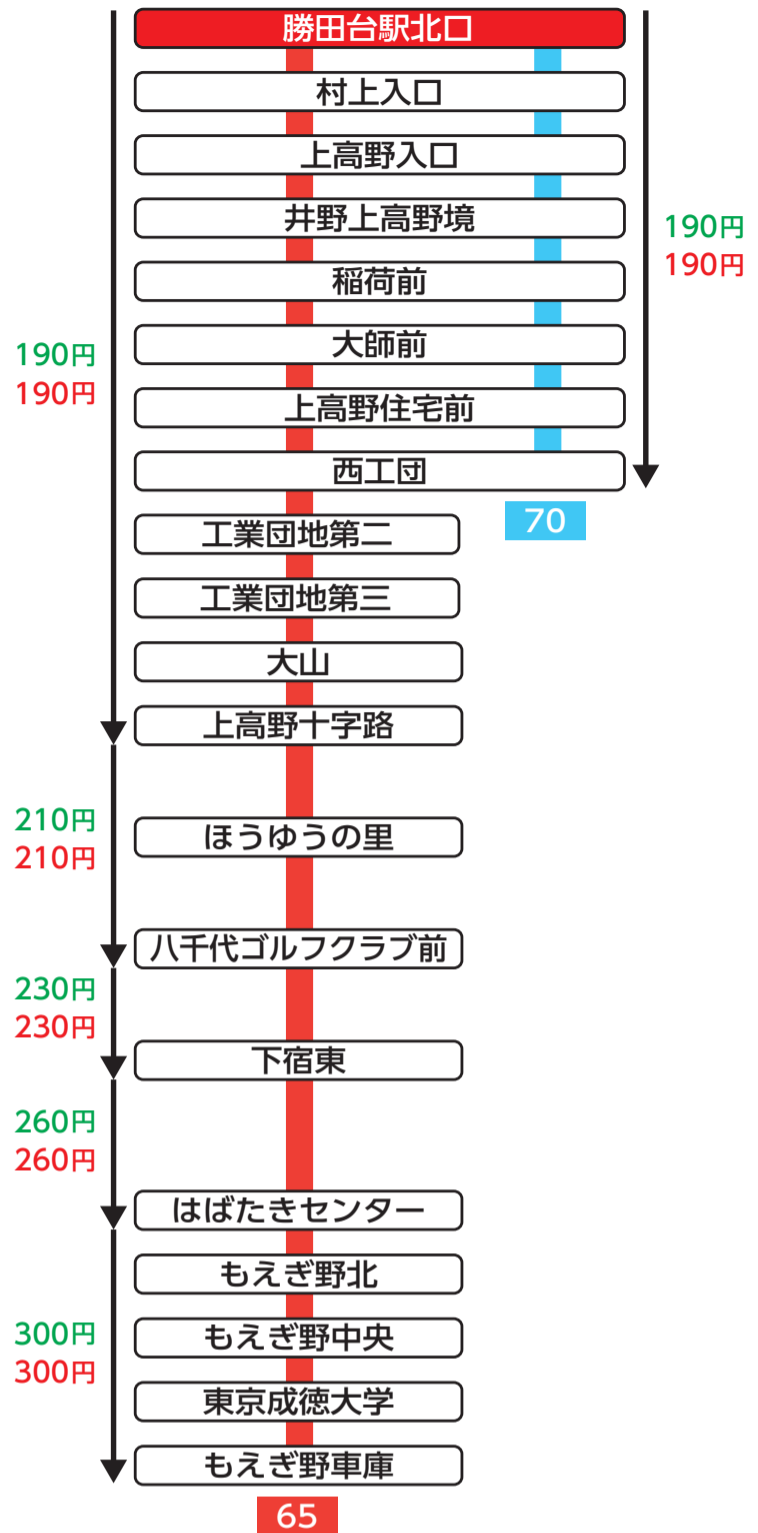 勝田台駅北口
村上入口
上高野入口
井野上高野境
190円
190円
稲荷前
大師前
190円
190円
上高野住宅前
西工団
70
工業団地第二
工業団地第三
大山
上高野十字路
210円
210円
ほうゆうの里
八千代ゴルフクラブ前
230円
230円
下宿東
260円
260円
はばたきセンター
もえぎ野北
300円
300円
もえぎ野中央
東京成徳大学
もえぎ野車庫
65